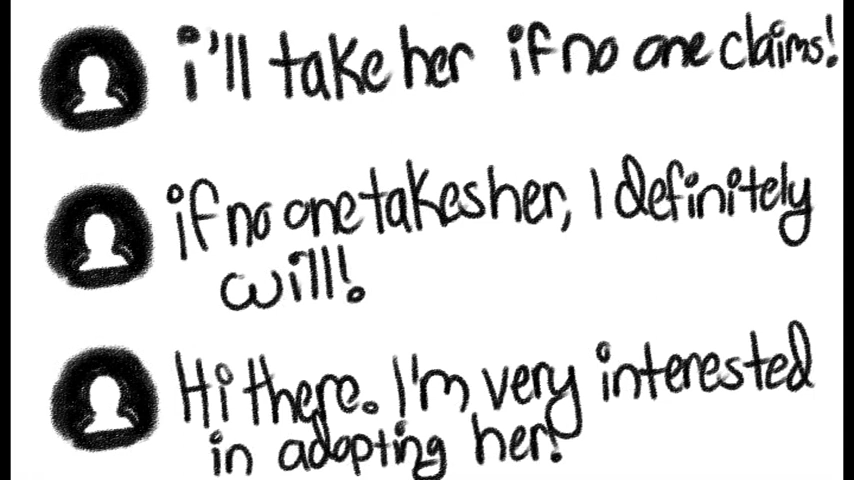 i'll take her if no one claims!
if no one takes her, I definitely
will!
Hi there. I'm very interested
in adopting her!